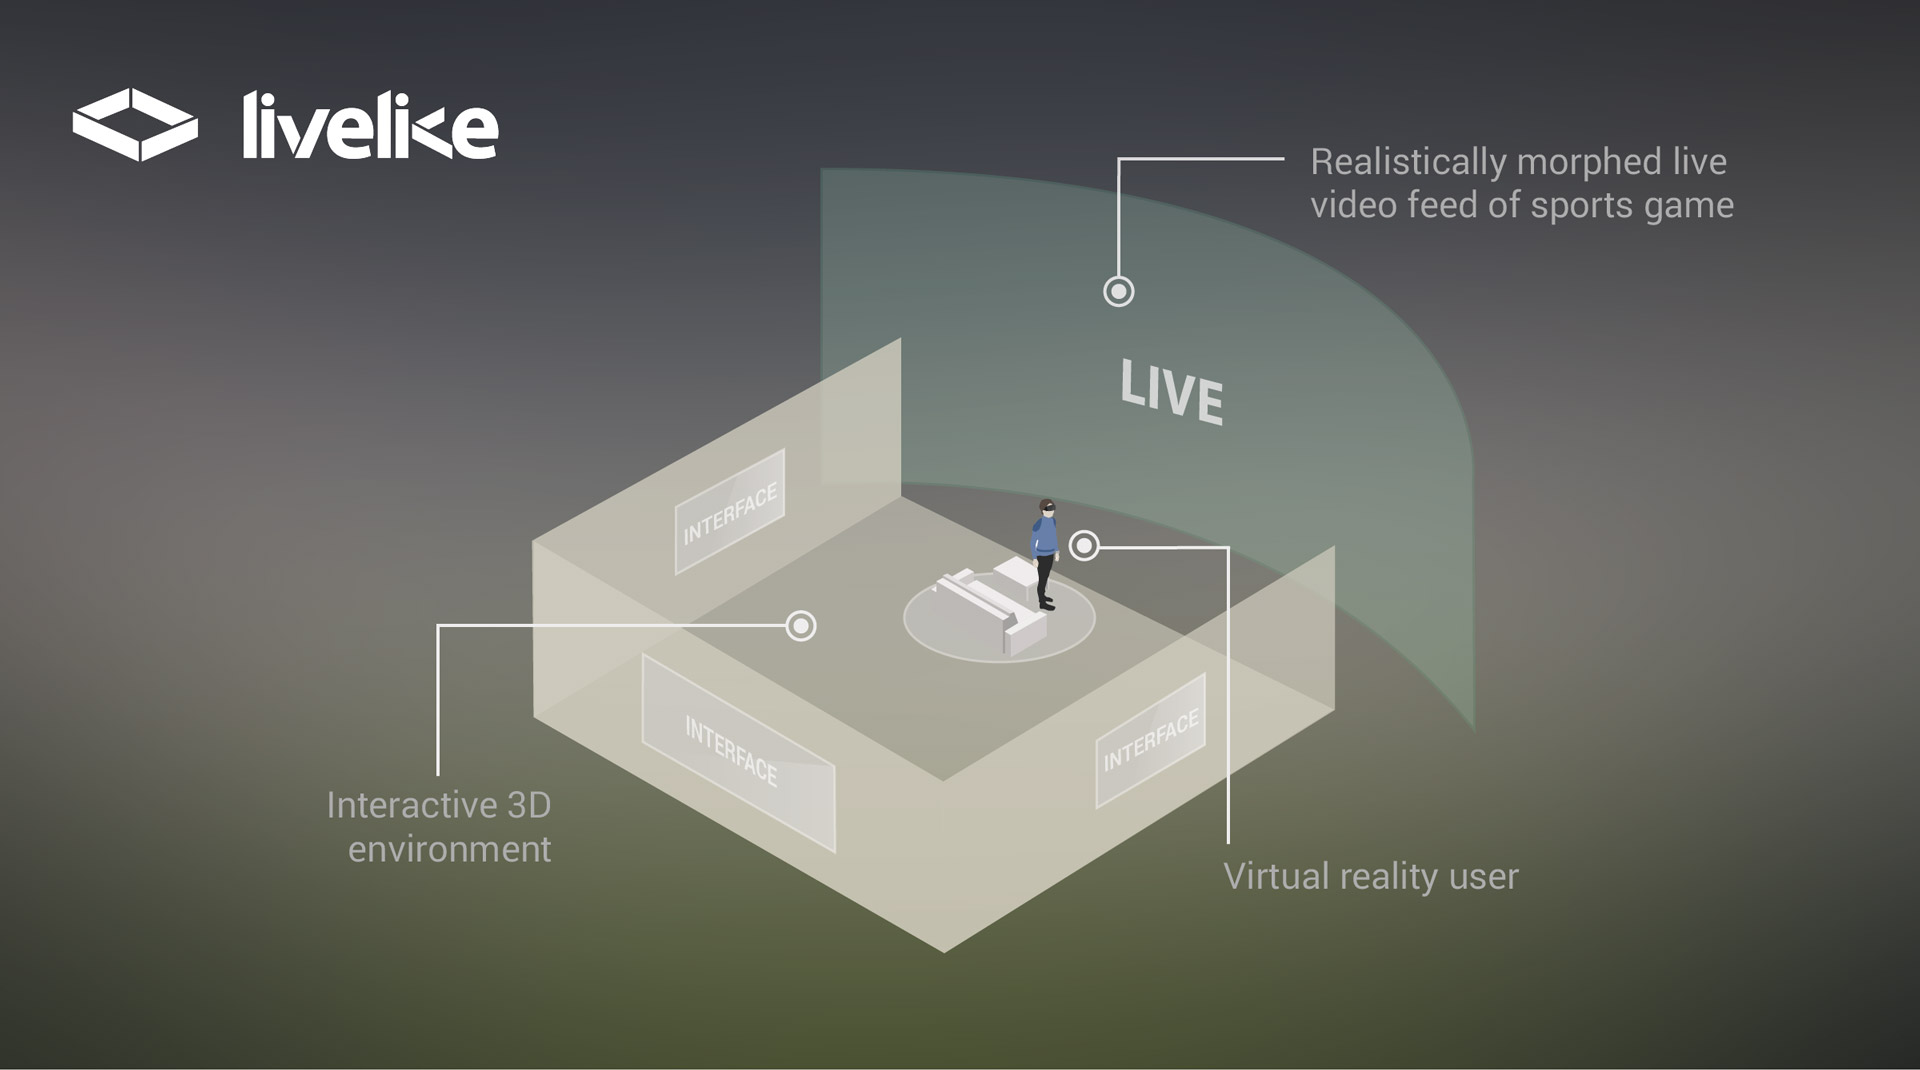 livelike
Realistically morphed live
video feed of sports game
LIVE
INTERFACE
INTERFACE
INTERFACE
Interactive 3D
environment
Virtual reality user